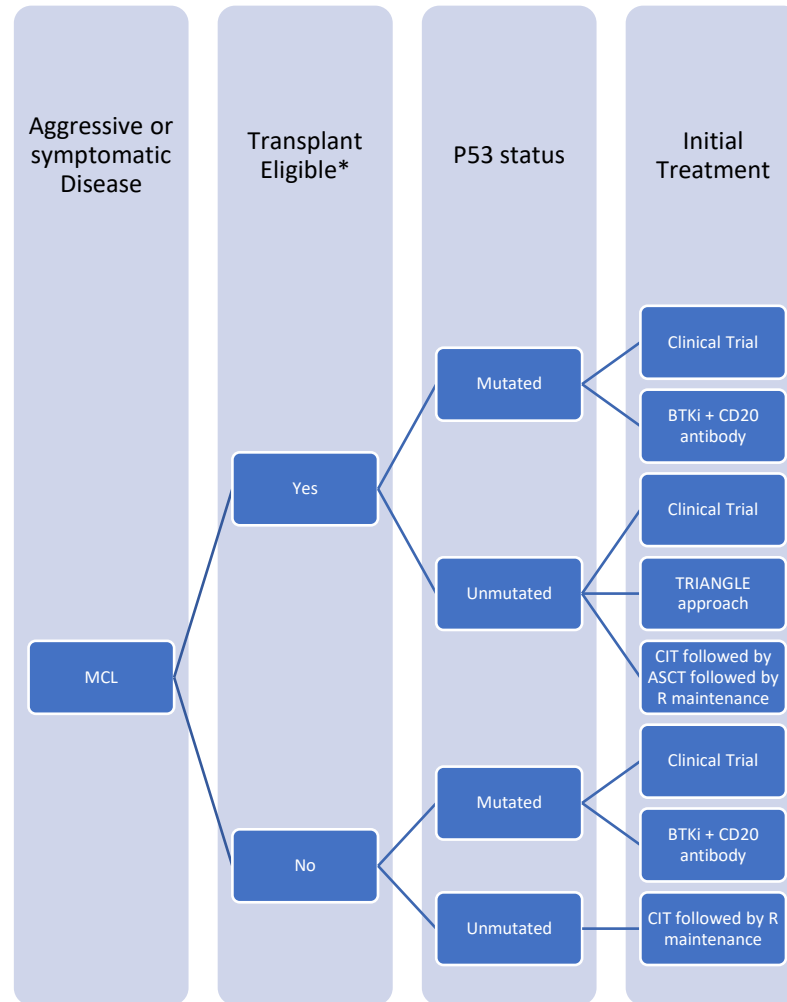 Aggressive or
symptomatic
Disease
Transplant
Eligible*
P53 status
Initial
Treatment
MCL
Yes
No
Mutated
Unmutated
Mutated
Unmutated
Clinical Trial
BTKi + CD20
antibody
Clinical Trial
TRIANGLE
approach
CIT followed by
ASCT followed by
R maintenance
Clinical Trial
BTKi + CD20
antibody
CIT followed by R
maintenance